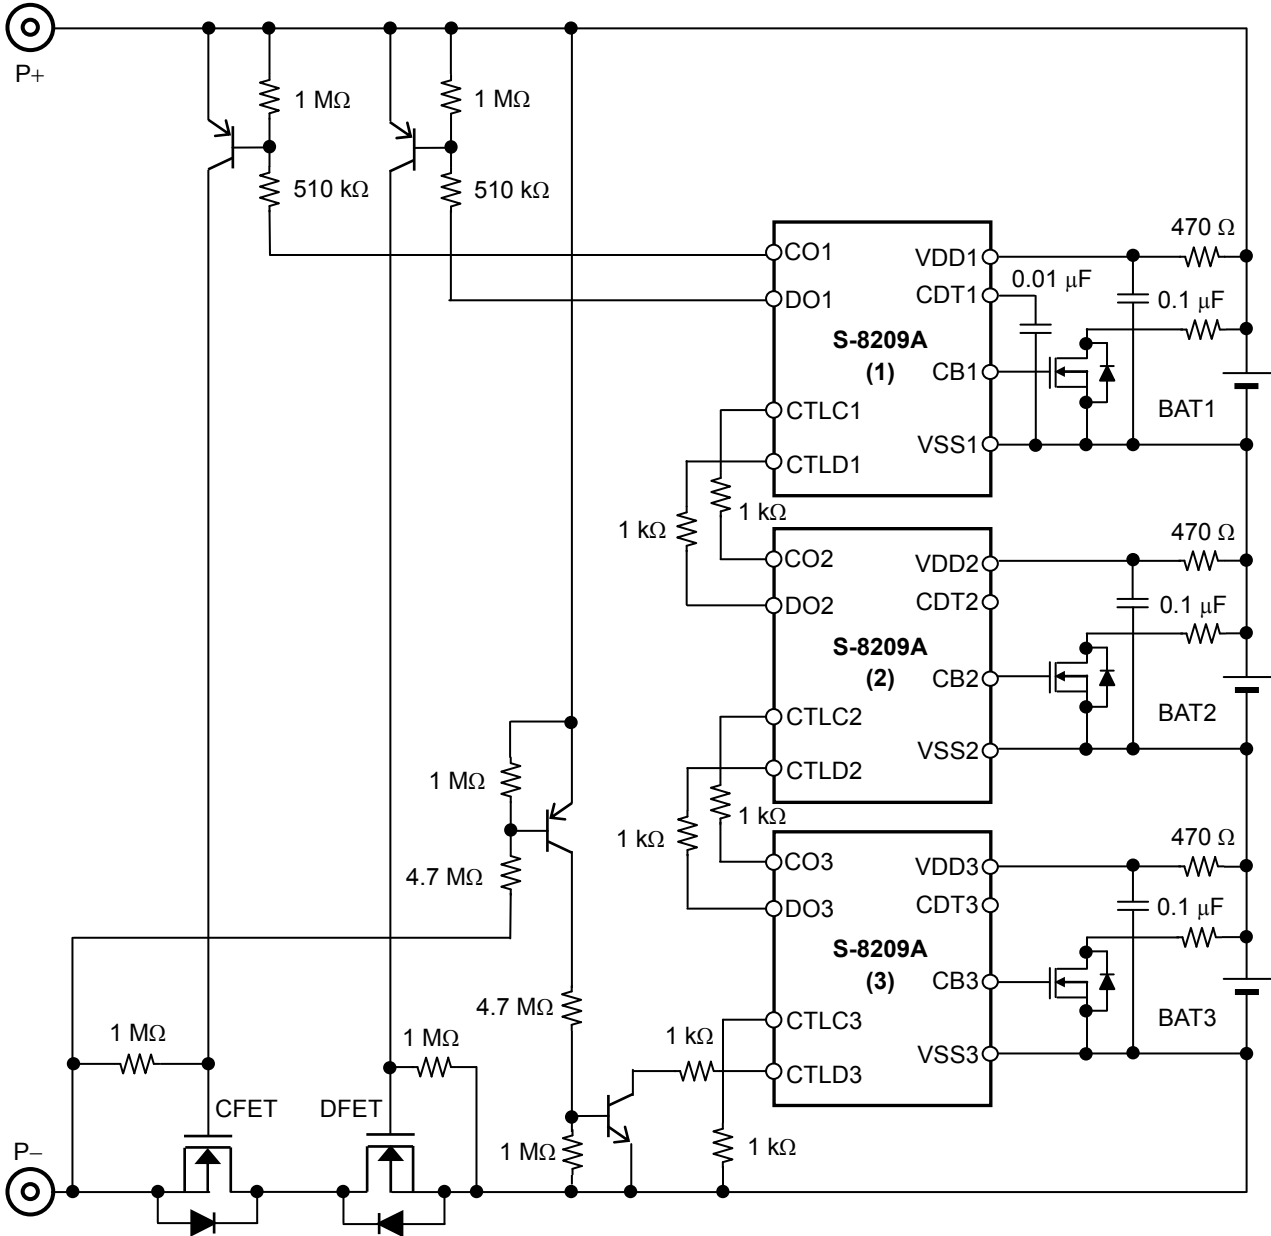 P+
1 MΩ
1 MΩ
510 kΩ
510 kΩ
CO1
DO1
S-8209A
(1)
CTLC1
CTLD1
VDD1
CDT1
CB1
VSS1
470 Ω
0.01 μF
0.1 μF
BAT1
1 kΩ
1 kΩ
CO2
DO2
S-8209A
(2)
CTLC2
CTLD2
VDD2
CDT2
CB2
VSS2
470 Ω
0.1 μF
BAT2
1 MΩ
4.7 MΩ
1 kΩ
1 kΩ
CO3
DO3
S-8209A
(3)
CTLC3
CTLD3
VDD3
CDT3
CB3
VSS3
470 Ω
0.1 μF
BAT3
4.7 MΩ
1 kΩ
1 MΩ
1 MΩ
CFET
DFET
1 MΩ
1 kΩ
P−